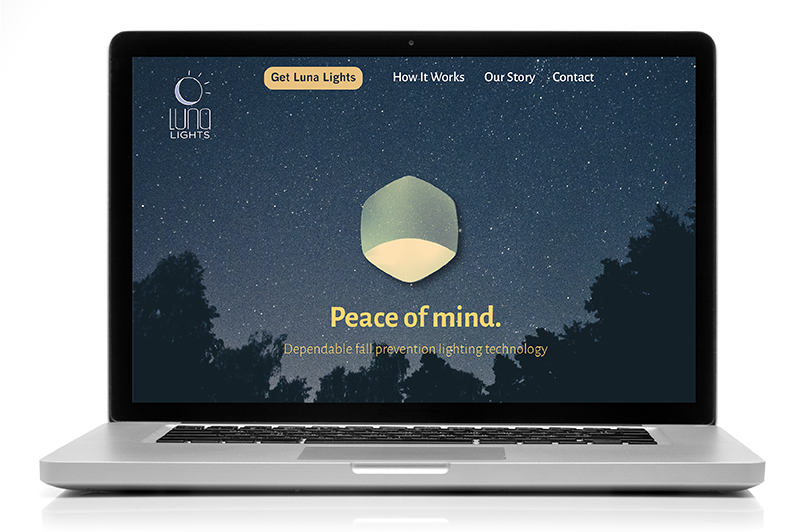 Get Luna Lights
How It Works
Our Story
Contact
LUNA
LIGHTS
Peace of mind.
Dependable fall prevention lighting technology